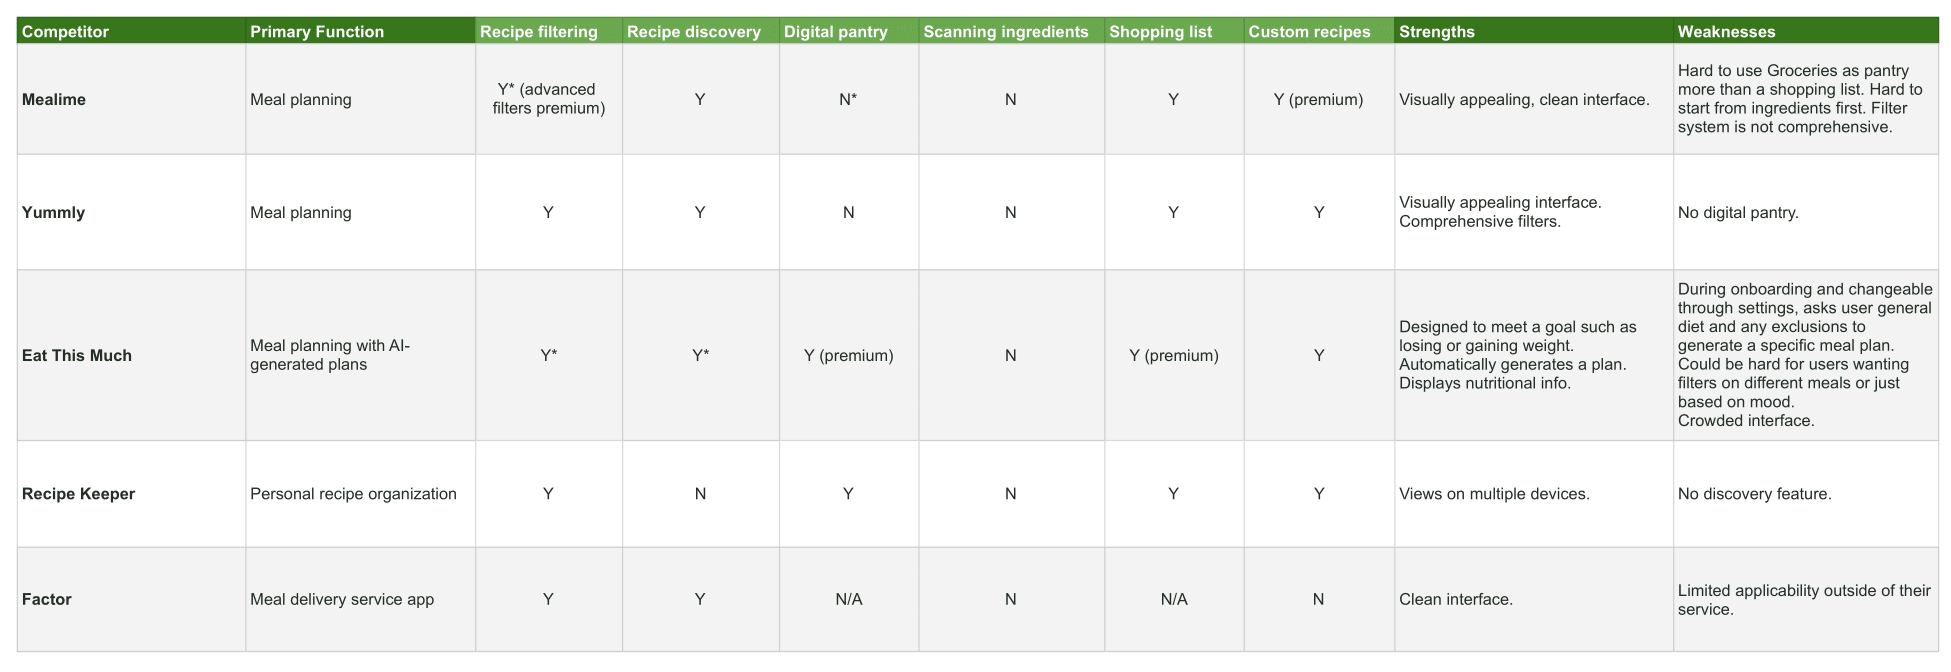 Competitor Primary Function Recipe filtering Recipe discovery Digital pantry Scanning ingredients Shopping list Custom recipes Strengths Weaknesses
Mealime
Meal planning
Y* (advanced
filters premium)
Y
N*
N
Y
Y (premium)
Visually appealing, clean interface.
Hard to use Groceries as pantry
more than a shopping list. Hard to
start from ingredients first. Filter
system is not comprehensive.
Yummly
Meal planning
Y
Y
N
N
Y
Y
Visually appealing interface.
Comprehensive filters.
No digital pantry.
Eat This Much
Meal planning with AI-
generated plans
Y*
Y*
Y (premium)
N
Y (premium)
Y
Designed to meet a goal such as
losing or gaining weight.
Automatically generates a plan.
Displays nutritional info.
During onboarding and changeable
through settings, asks user general
diet and any exclusions to
generate a specific meal plan.
Could be hard for users wanting
filters on different meals or just
based on mood.
Crowded interface.
Recipe Keeper
Personal recipe organization
Y
N
Y
N
Y
Y
Views on multiple devices.
No discovery feature.
Factor
Meal delivery service app
Y
Y
N/A
N
N/A
N
Clean interface.
Limited applicability outside of their
service.